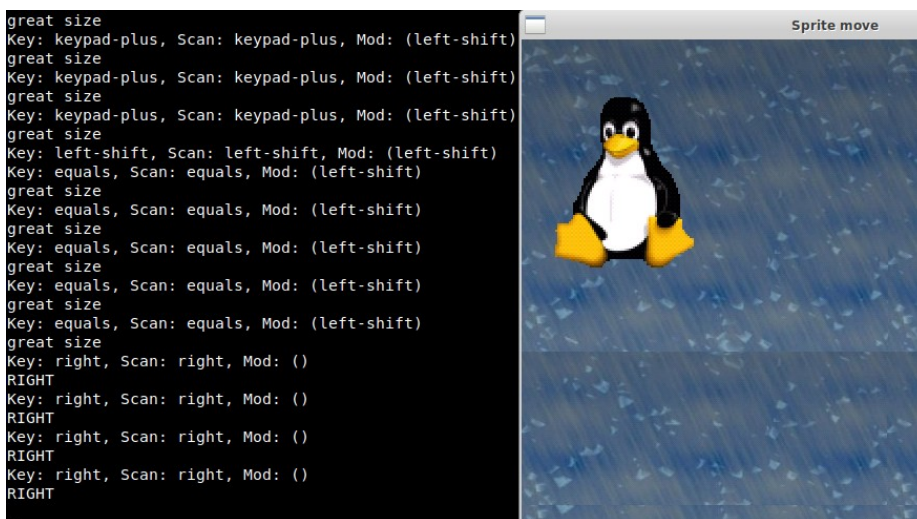 great size
Key: keypad-plus, Scan: keypad-plus, Mod: (left-shift)
great size
Key: keypad-plus, Scan: keypad-plus, Mod: (left-shift)
great size
Key: keypad-plus, Scan: keypad-plus, Mod: (left-shift)
great size
Key: left-shift, Scan: left-shift, Mod: (left-shift)
Key: equals, Scan: equals, Mod: (left-shift)
great size
Key: equals, Scan: equals, Mod: (left-shift)
great size
Key: equals, Scan: equals, Mod: (left-shift)
great size
Key: equals, Scan: equals, Mod: (left-shift)
great size
Key: equals, Scan: equals, Mod: (left-shift)
great size
Key: right, Scan: right, Mod: ()
RIGHT
Key: right, Scan: right, Mod: ()
RIGHT
Key: right, Scan: right, Mod: ()
RIGHT
Key: right, Scan: right, Mod: ()
RIGHT
Sprite move